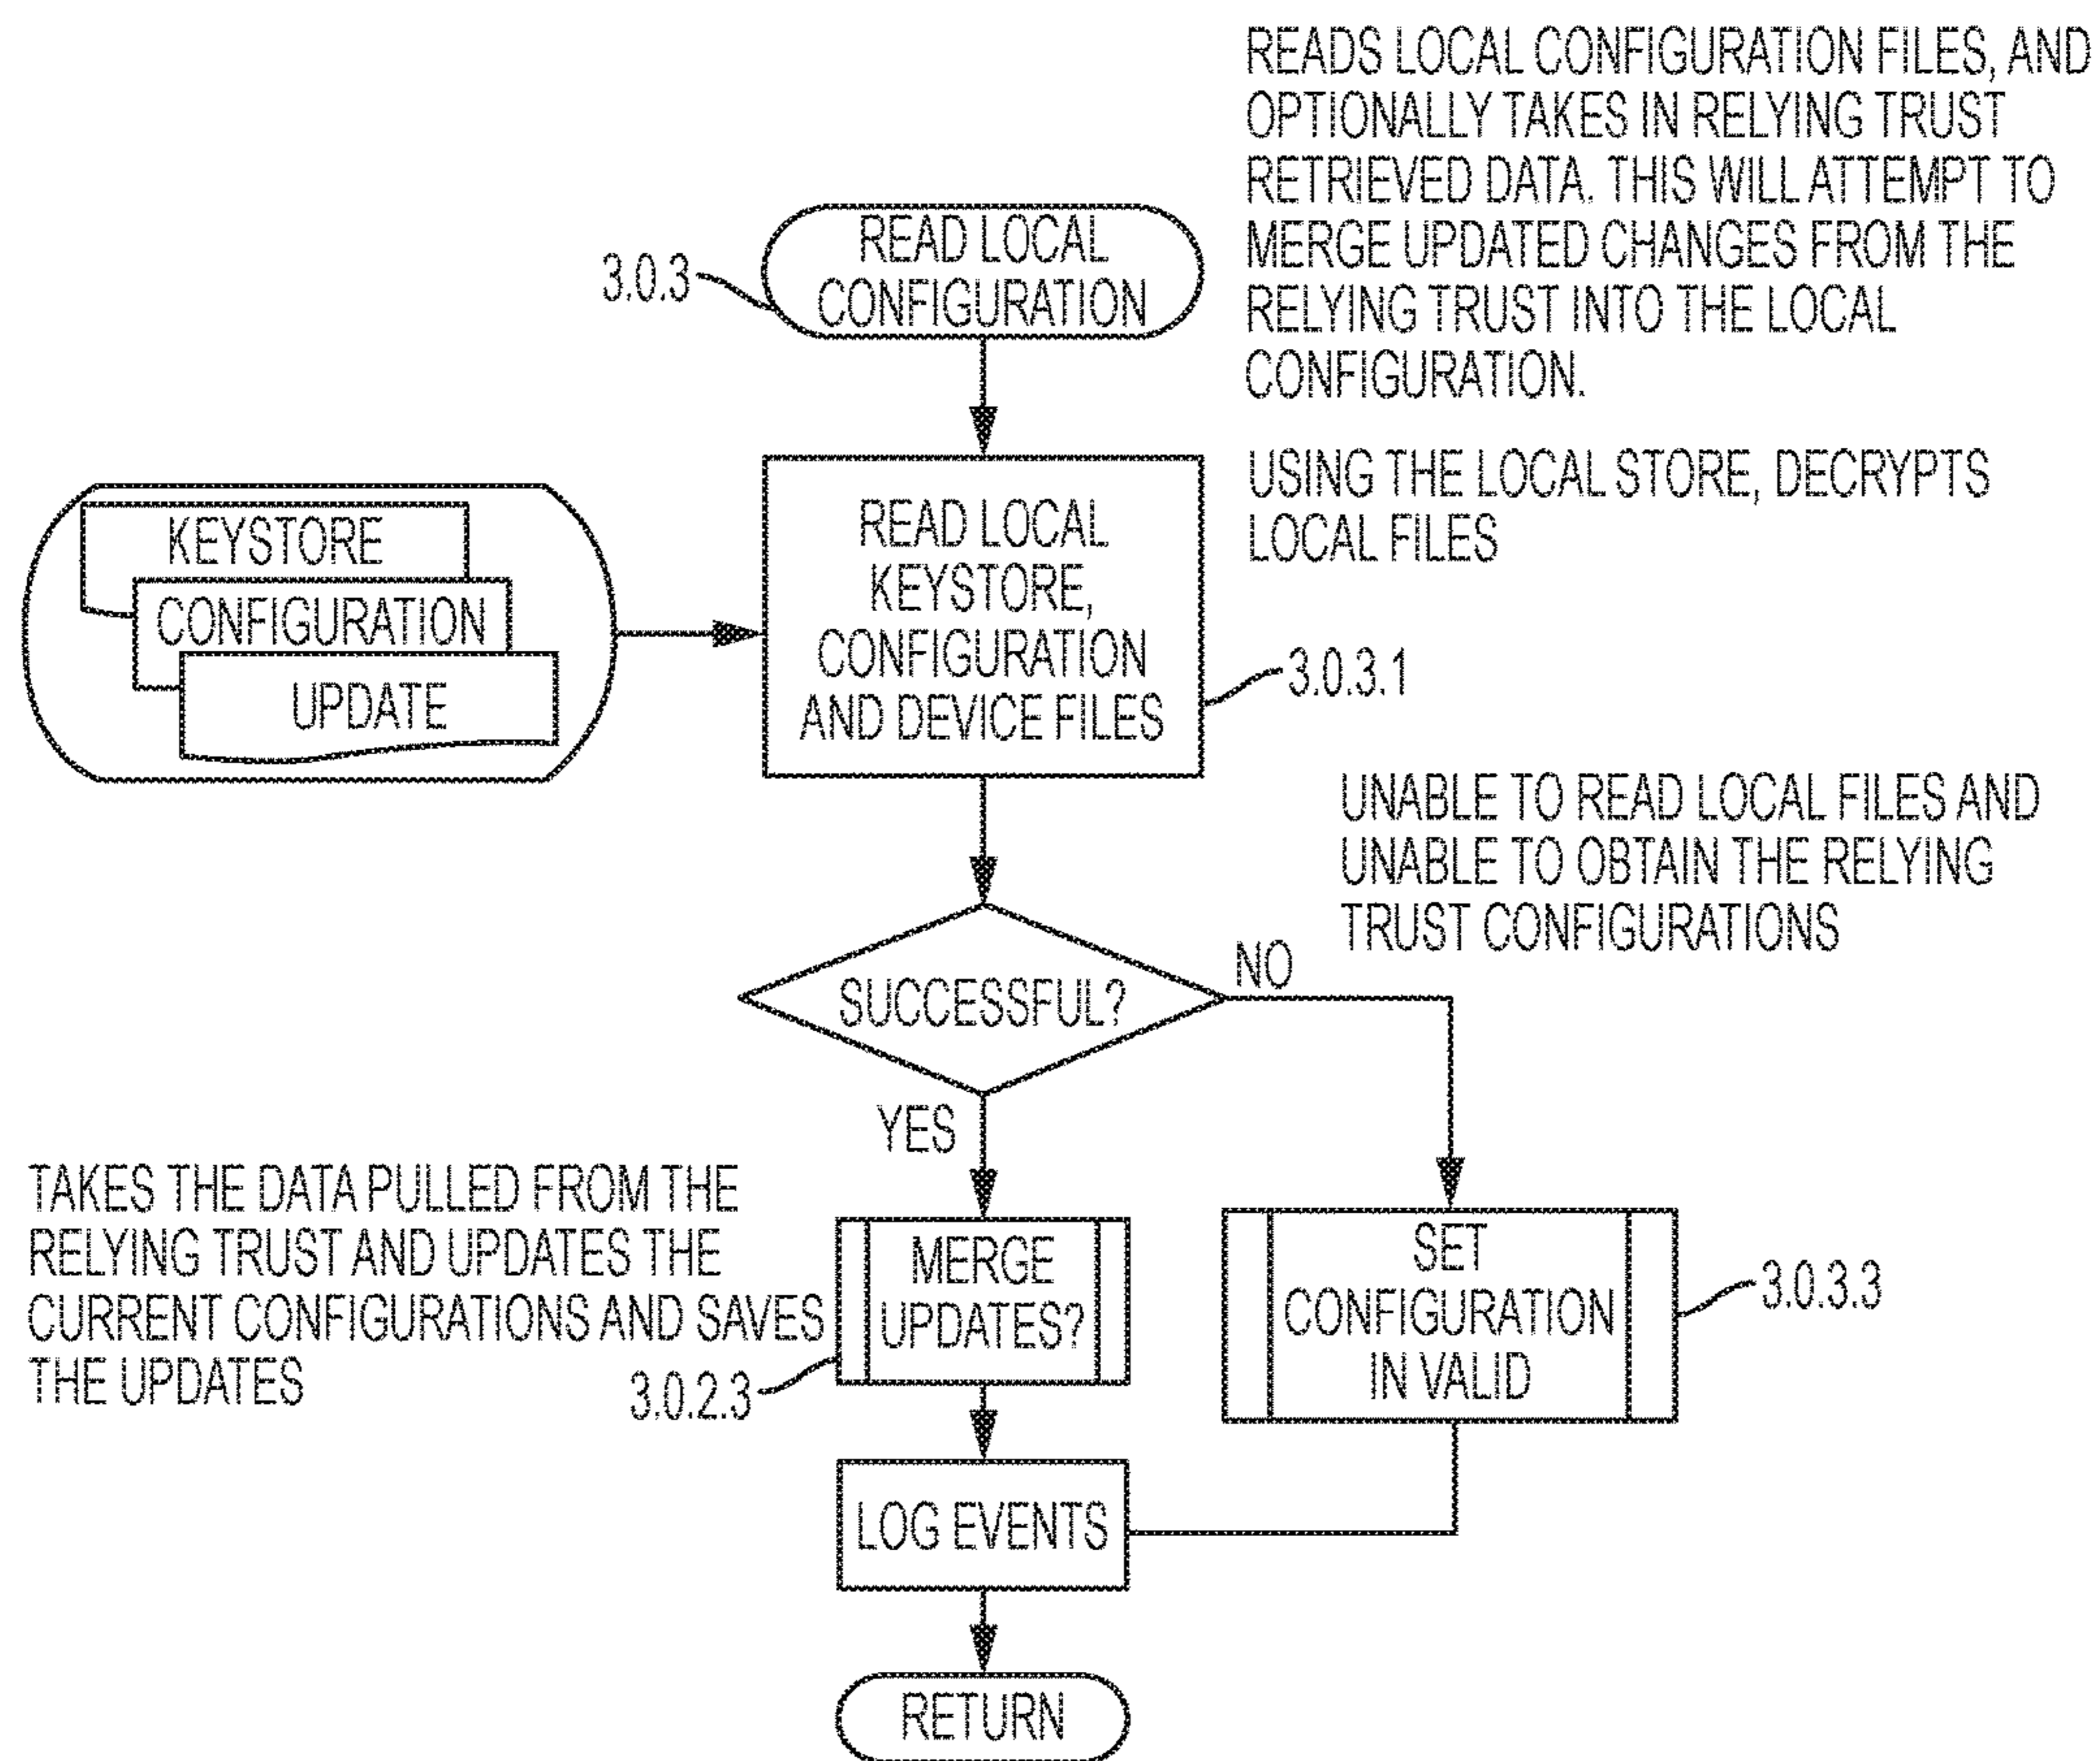 READS LOCAL CONFIGURATION FILES, AND
OPTIONALLY TAKES IN RELYING TRUST
RETRIEVED DATA. THIS WILL ATTEMPT TO
MERGE UPDATED CHANGES FROM THE
RELYING TRUST INTO THE LOCAL
CONFIGURATION.
READ LOCAL
CONFIGURATION
3.0.3
USING THE LOCAL STORE, DECRYPTS
LOCAL FILES
KEYSTORE
CONFIGURATION
UPDATE
READ LOCAL
KEYSTORE,
CONFIGURATION
AND DEVICE FILES
3.0.3.1
UNABLE TO READ LOCAL FILES AND
UNABLE TO OBTAIN THE RELYING
TRUST CONFIGURATIONS
SUCCESSFUL?
NO
YES
TAKES THE DATA PULLED FROM THE
RELYING TRUST AND UPDATES THE
CURRENT CONFIGURATIONS AND SAVES
THE UPDATES
3.0.2.3
MERGE
UPDATES?
SET
CONFIGURATION
IN VALID
3.0.3.3
LOG EVENTS
RETURN